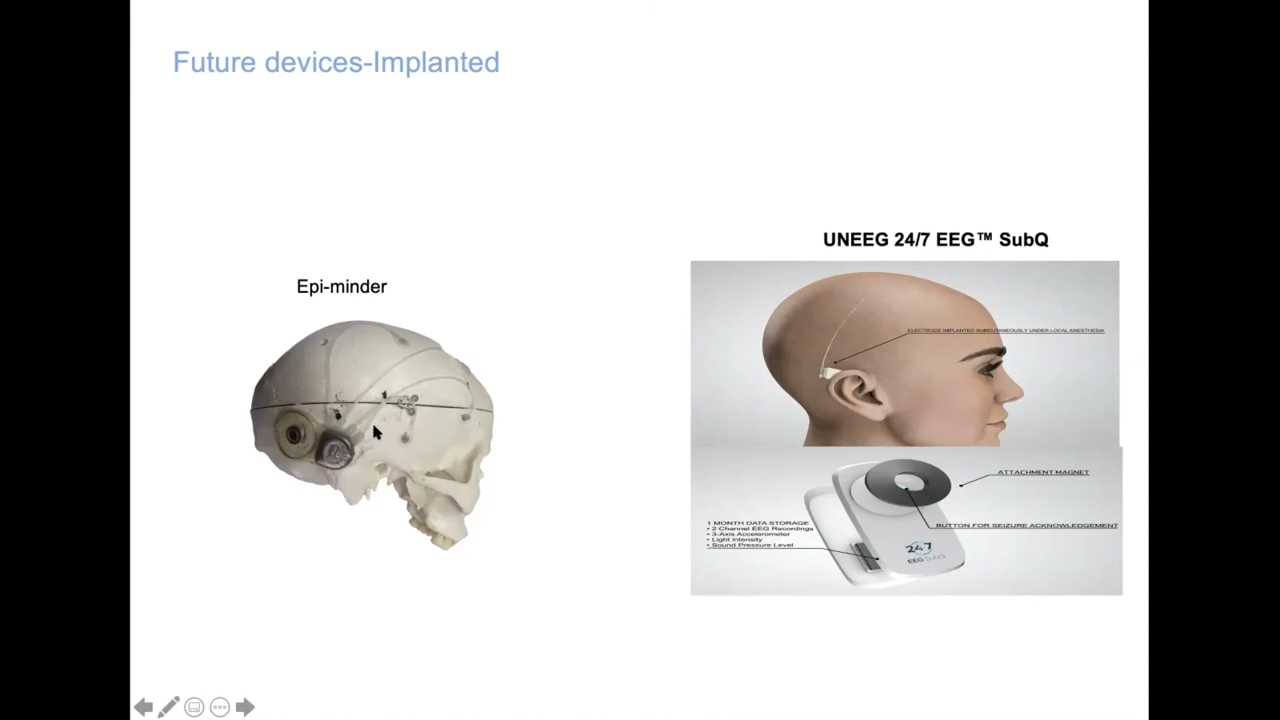 Future devices-Implanted
UNEEG 24/7 EEG™ SubQ
Epi-minder
ELECTRODE IMPLANTED SUBCUTANEOUSLY UNDER LOCAL ANESTHESIA
ATTACHMENT MAGNET
BUTTON FOR SEIZURE ACKNOWLEDGEMENT
1 MONTH DATA STORAGE
• 2 Channel EEG Recordings
• 3-Axis Accelerometer
• Light intensity
• Sound Pressure Level
24/7
EEG SubQ